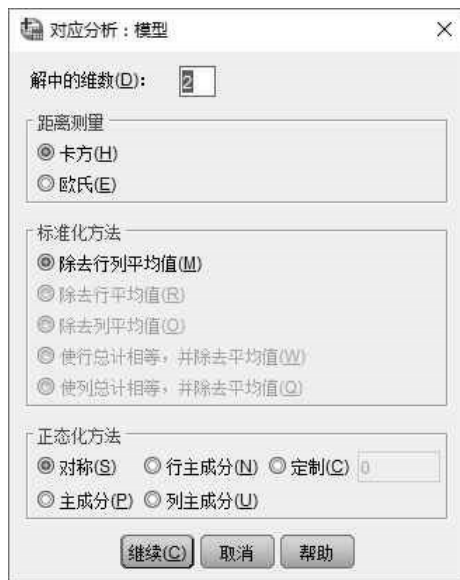 对应分析：模型
解中的维数(D)： 2
距离测量
卡方(H)
欧氏(E)
标准化方法
除去行列平均值(M)
除去行平均值(R)
除去列平均值(O)
使行总计相等，并除去平均值(W)
使列总计相等，并除去平均值(Q)
正态化方法
对称(S) 行主成分(N) 定制(C) 0
主成分(P) 列主成分(U)
继续(C) 取消 帮助